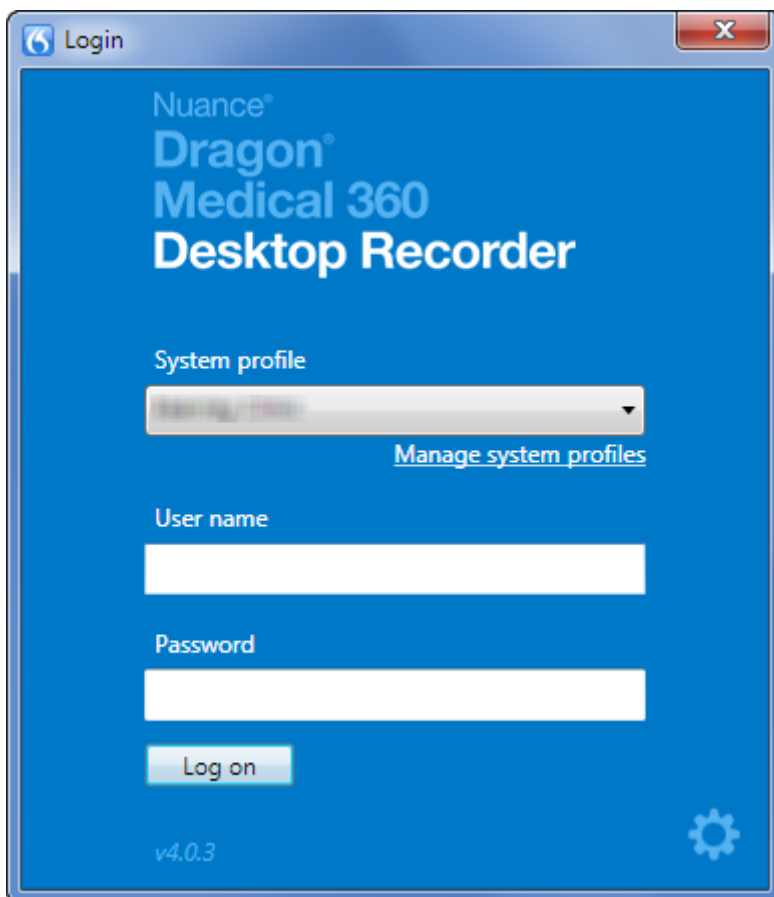 Login
Nuance®
Dragon®
Medical 360
Desktop Recorder
System profile
Manage system profiles
User name
Password
Log on
v4.0.3